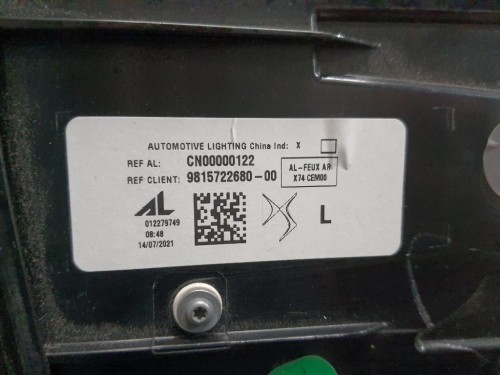 AUTOMOTIVE LIGHTING China Ind: X
REF AL: CN00000122
REF CLIENT: 9815722680-00
AL-FEUX AR
X74 CEM00
AL
012279749
08:48
14/07/2021
L